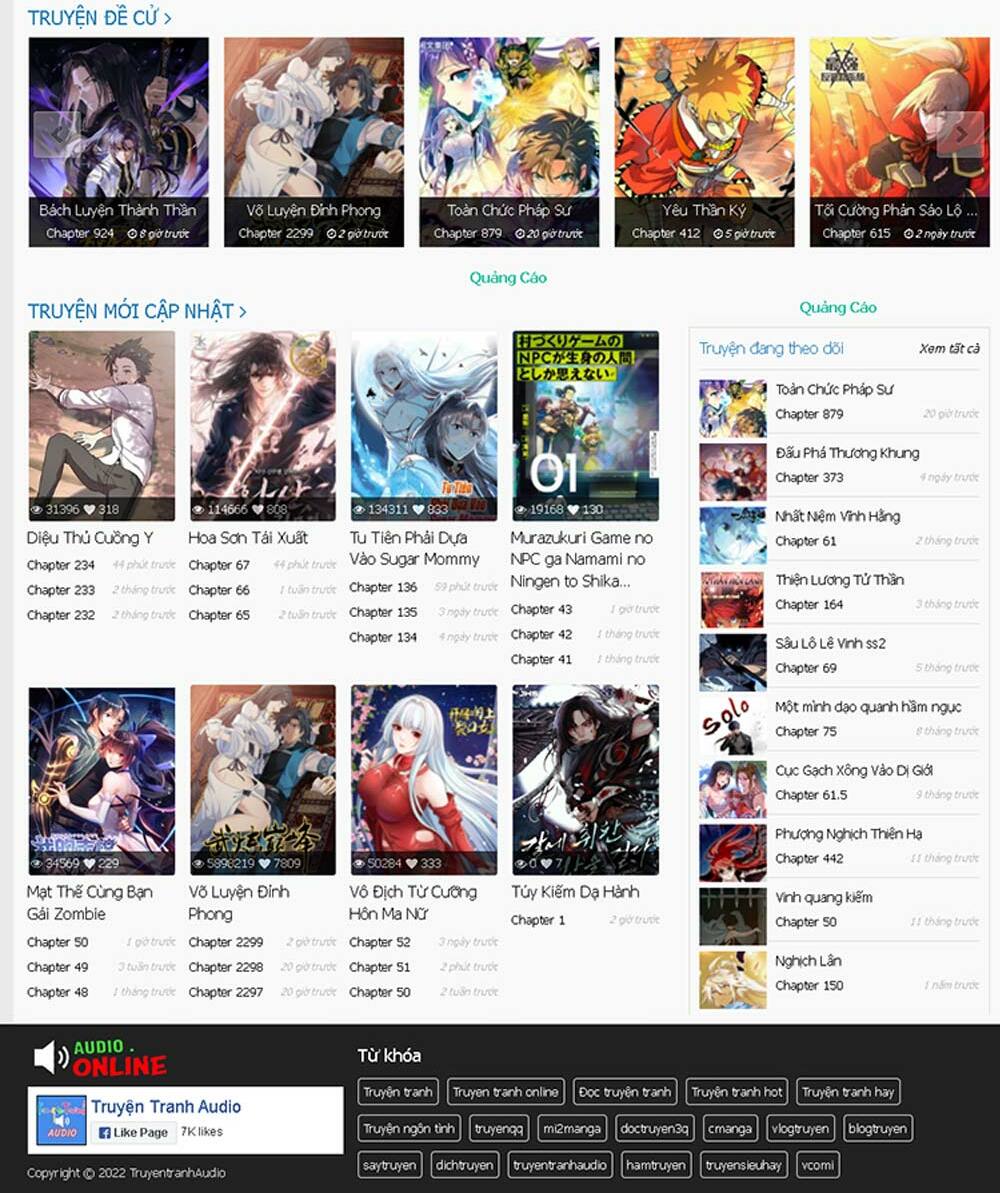 TRUYỆN ĐỀ CỬ >
Bách Luyện Thành Thần
Chapter 924 8 giờ trước
Võ Luyện Đỉnh Phong
Chapter 2299 2 giờ trước
Toàn Chức Pháp Sư
Chapter 879 20 giờ trước
Yêu Thần Ký
Chapter 412 5 giờ trước
Tối Cường Phản Sáo Lộ ...
Chapter 615 2 ngày trước
Quảng Cáo
TRUYỆN MỚI CẬP NHẬT >
31396 318
Diệu Thủ Cuồng Y
Chapter 234 44 phút trước
Chapter 233 2 tháng trước
Chapter 232 2 tháng trước
114666 808
Hoa Sơn Tái Xuất
Chapter 67 44 phút trước
Chapter 66 1 tuần trước
Chapter 65 2 tuần trước
134311 833
Tu Tiên Phải Dựa
Vào Sugar Mommy
Chapter 136 59 phút trước
Chapter 135 3 ngày trước
Chapter 134 4 ngày trước
村づくりゲームの
NPCが生身の人間
としか思えない
01
19168 130
Murazukuri Game no
NPC ga Namami no
Ningen to Shika...
Chapter 43 1 giờ trước
Chapter 42 1 tháng trước
Chapter 41 1 tháng trước
34569 229
Mạt Thế Cùng Bạn
Gái Zombie
Chapter 50 1 giờ trước
Chapter 49 3 tuần trước
Chapter 48 1 tháng trước
武炼巅峰
5898219 7809
Võ Luyện Đỉnh
Phong
Chapter 2299 2 giờ trước
Chapter 2298 20 giờ trước
Chapter 2297 20 giờ trước
50284 333
Vô Địch Từ Cưỡng
Hôn Ma Nữ
Chapter 52 3 ngày trước
Chapter 51 2 phút trước
Chapter 50 2 tuần trước
0 7
Túy Kiếm Dạ Hành
Chapter 1 2 giờ trước
Quảng Cáo
Truyện đang theo dõi Xem tất cả
Toàn Chức Pháp Sư
Chapter 879 20 giờ trước
Đấu Phá Thương Khung
Chapter 373 4 ngày trước
Nhất Niệm Vĩnh Hằng
Chapter 61 2 tháng trước
Thiện Lương Tử Thần
Chapter 164 3 tháng trước
Sâu Lô Lê Vinh ss2
Chapter 69 5 tháng trước
Solo
Một mình dạo quanh hầm ngục
Chapter 75 8 tháng trước
Cục Gạch Xông Vào Dị Giới
Chapter 61.5 9 tháng trước
Phượng Nghịch Thiên Hạ
Chapter 442 11 tháng trước
Vinh quang kiếm
Chapter 50 11 tháng trước
Nghịch Lân
Chapter 150 1 năm trước
AUDIO .
ONLINE
AUDIO
Truyện Tranh Audio
Like Page 7K likes
Copyright © 2022 TruyentranhAudio
Từ khóa
Truyện tranh Truyen tranh online Đọc truyện tranh Truyện tranh hot Truyện tranh hay
Truyện ngôn tình truyenqq mi2manga doctruyen3q cmanga vlogtruyen blogtruyen
saytruyen dichtruyen truyentranhaudio hamtruyen truyensieuhay vcomi